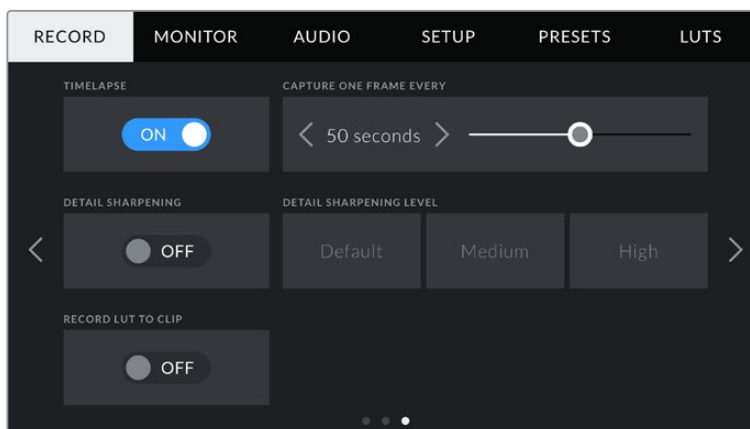 RECORD MONITOR AUDIO SETUP PRESETS LUTS
TIMELAPSE CAPTURE ONE FRAME EVERY
ON 50 seconds
DETAIL SHARPENING DETAIL SHARPENING LEVEL
OFF Default Medium High
RECORD LUT TO CLIP
OFF